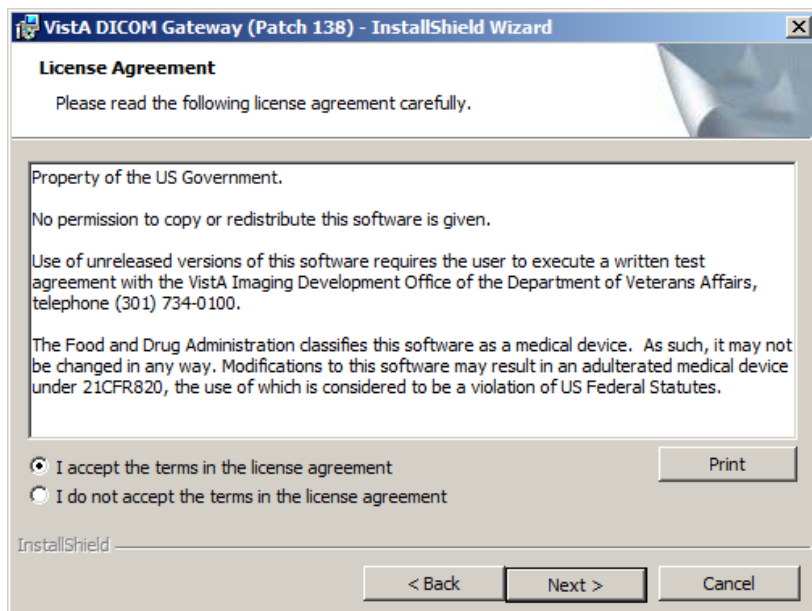 VistA DICOM Gateway (Patch 138) - InstallShield Wizard
License Agreement
Please read the following license agreement carefully.
Property of the US Government.
No permission to copy or redistribute this software is given.
Use of unreleased versions of this software requires the user to execute a written test
agreement with the VistA Imaging Development Office of the Department of Veterans Affairs,
telephone (301) 734-0100.
The Food and Drug Administration classifies this software as a medical device.  As such, it may not
be changed in any way. Modifications to this software may result in an adulterated medical device
under 21CFR820, the use of which is considered to be a violation of US Federal Statutes.
I accept the terms in the license agreement
Print
I do not accept the terms in the license agreement
InstallShield
< Back
Next >
Cancel